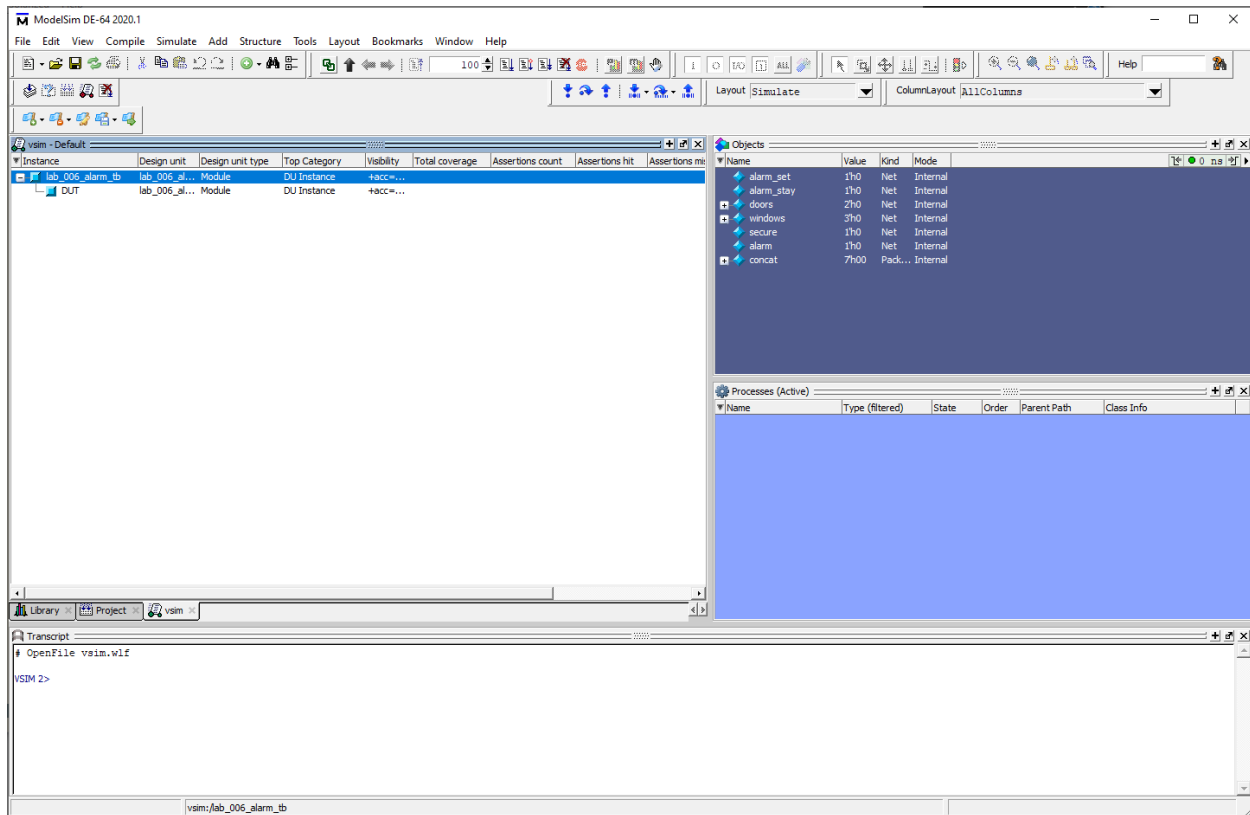 ModelSim DE-64 2020.1
File Edit View Compile Simulate Add Structure Tools Layout Bookmarks Window Help
100 Help
Layout Simulate ColumnLayout AllColumns
vsim - Default
Instance Design unit Design unit type Top Category Visibility Total coverage Assertions count Assertions hit Assertions mi
lab_006_alarm_tb lab_006_al... Module DU Instance +acc=...
DUT lab_006_al... Module DU Instance +acc=...
Library Project vsim
Objects
Name Value Kind Mode 0 ns
alarm_set 1'h0 Net Internal
alarm_stay 1'h0 Net Internal
doors 2'h0 Net Internal
windows 3'h0 Net Internal
secure 1'h0 Net Internal
alarm 1'h0 Net Internal
concat 7'h00 Pack... Internal
Processes (Active)
Name Type (filtered) State Order Parent Path Class Info
Transcript
# OpenFile vsim.wlf
VSIM 2>
vsim:/lab_006_alarm_tb